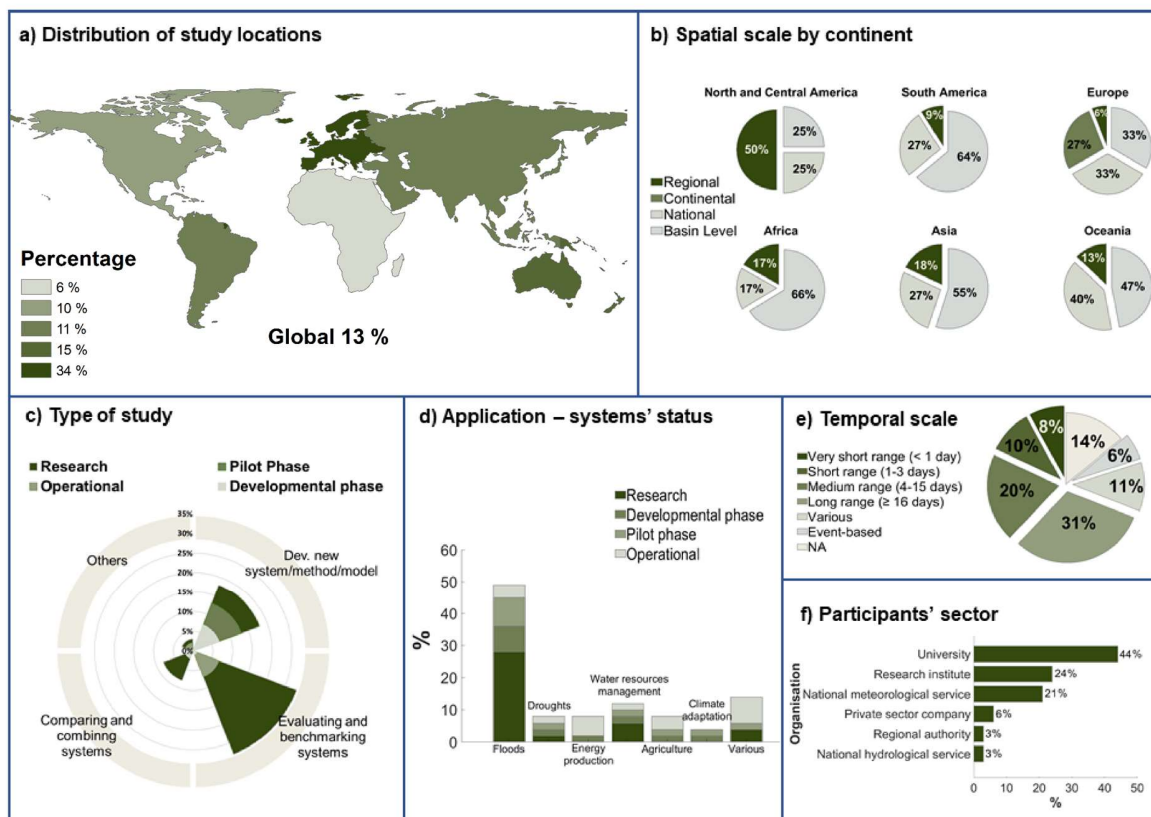 a) Distribution of study locations
Percentage
6 %
10 %
11 %
15 %
34 %
Global 13 %
b) Spatial scale by continent
North and Central America
South America
Europe
50%
25%
25%
9%
27%
64%
6%
27%
33%
33%
Regional
Continental
National
Basin Level
Africa
Asia
Oceania
17%
17%
66%
18%
27%
55%
13%
40%
47%
c) Type of study
Research
Pilot Phase
Operational
Developmental phase
35%
30%
25%
20%
15%
10%
5%
0%
Others
Dev. new
system/method/model
Comparing and
combinng
systems
Evaluating and
benchmarking
systems
d) Application – systems' status
Research
Developmental phase
Pilot phase
Operational
%
60
50
40
30
20
10
0
Droughts
Water resources
management
Climate
adaptation
Floods
Energy
production
Agriculture
Various
e) Temporal scale
Very short range (< 1 day)
Short range (1-3 days)
Medium range (4-15 days)
Long range (≥ 16 days)
Various
Event-based
NA
8%
14%
10%
6%
20%
11%
31%
f) Participants' sector
Organisation
University
44%
Research institute
24%
National meteorological service
21%
Private sector company
6%
Regional authority
3%
National hydrological service
3%
0 10 20 30 40 50
%